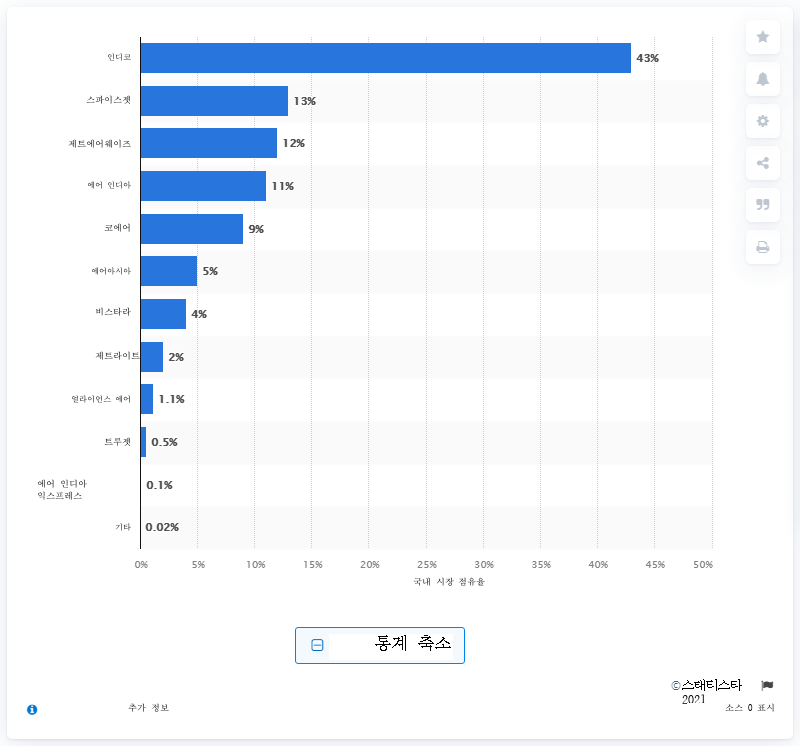 인디코
43%
스파이스젯
13%
제트에어웨이즈
12%
에어 인디아
11%
코에어
9%
에어아시아
5%
비스타라
4%
제트라이트
2%
얼라이언스 에어
1.1%
트루젯
0.5%
에어 인디아
익스프레스
0.1%
기타
0.02%
0% 5% 10% 15% 20% 25% 30% 35% 40% 45% 50%
국내 시장 점유율
통계 축소
©스태티스타
2021
추가 정보
소스 0 표시